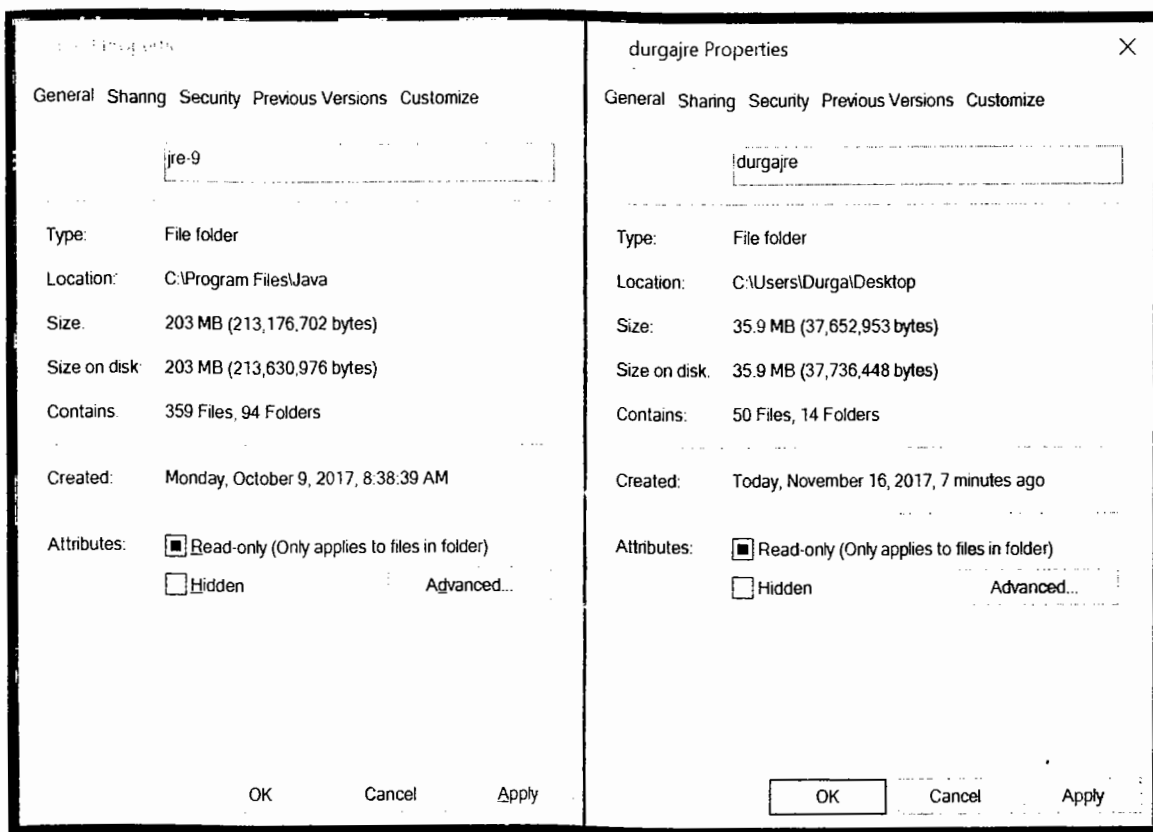 Properties
General Sharing Security Previous Versions Customize
jre-9
Type: File folder
Location: C:\Program Files\Java
Size. 203 MB (213,176,702 bytes)
Size on disk: 203 MB (213,630,976 bytes)
Contains. 359 Files, 94 Folders
Created: Monday, October 9, 2017, 8:38:39 AM
Attributes: Read-only (Only applies to files in folder)
Hidden Advanced...
OK Cancel Apply
durgajre Properties
General Sharing Security Previous Versions Customize
durgajre
Type: File folder
Location: C:\Users\Durga\Desktop
Size: 35.9 MB (37,652,953 bytes)
Size on disk. 35.9 MB (37,736,448 bytes)
Contains: 50 Files, 14 Folders
Created: Today, November 16, 2017, 7 minutes ago
Attributes: Read-only (Only applies to files in folder)
Hidden Advanced...
OK Cancel Apply